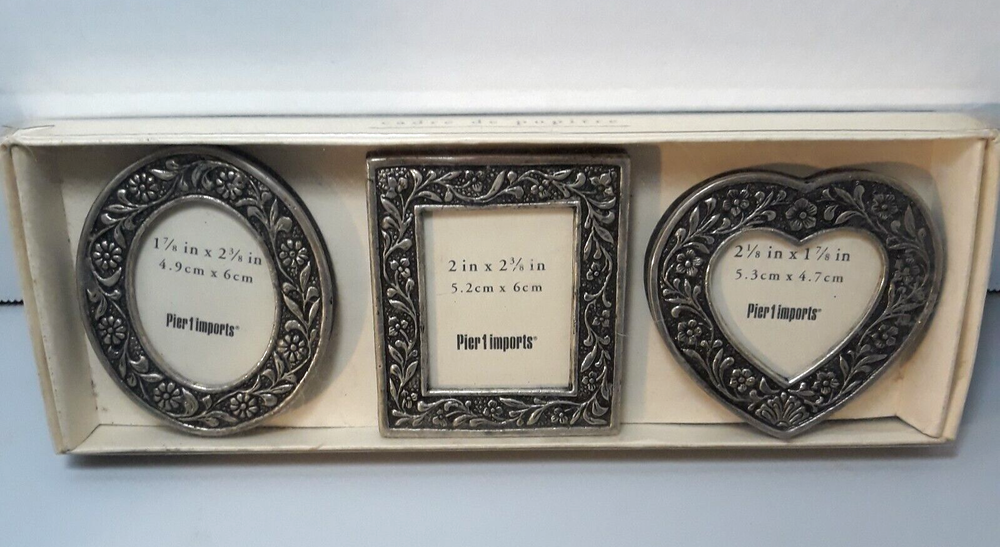 cadre de pupitre
1⅞ in x 2⅜ in
4.9cm x 6cm
Pier 1 imports®
2 in x 2⅜ in
5.2cm x 6cm
Pier 1 imports®
2⅛ in x 1⅞ in
5.3cm x 4.7cm
Pier 1 imports®